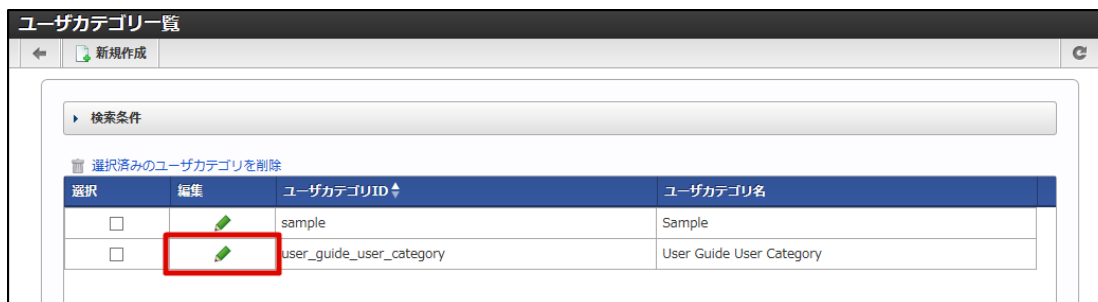 ユーザカテゴリ一覧
新規作成
検索条件
選択済みのユーザカテゴリを削除
選択 編集 ユーザカテゴリID ユーザカテゴリ名
sample Sample
user_guide_user_category User Guide User Category